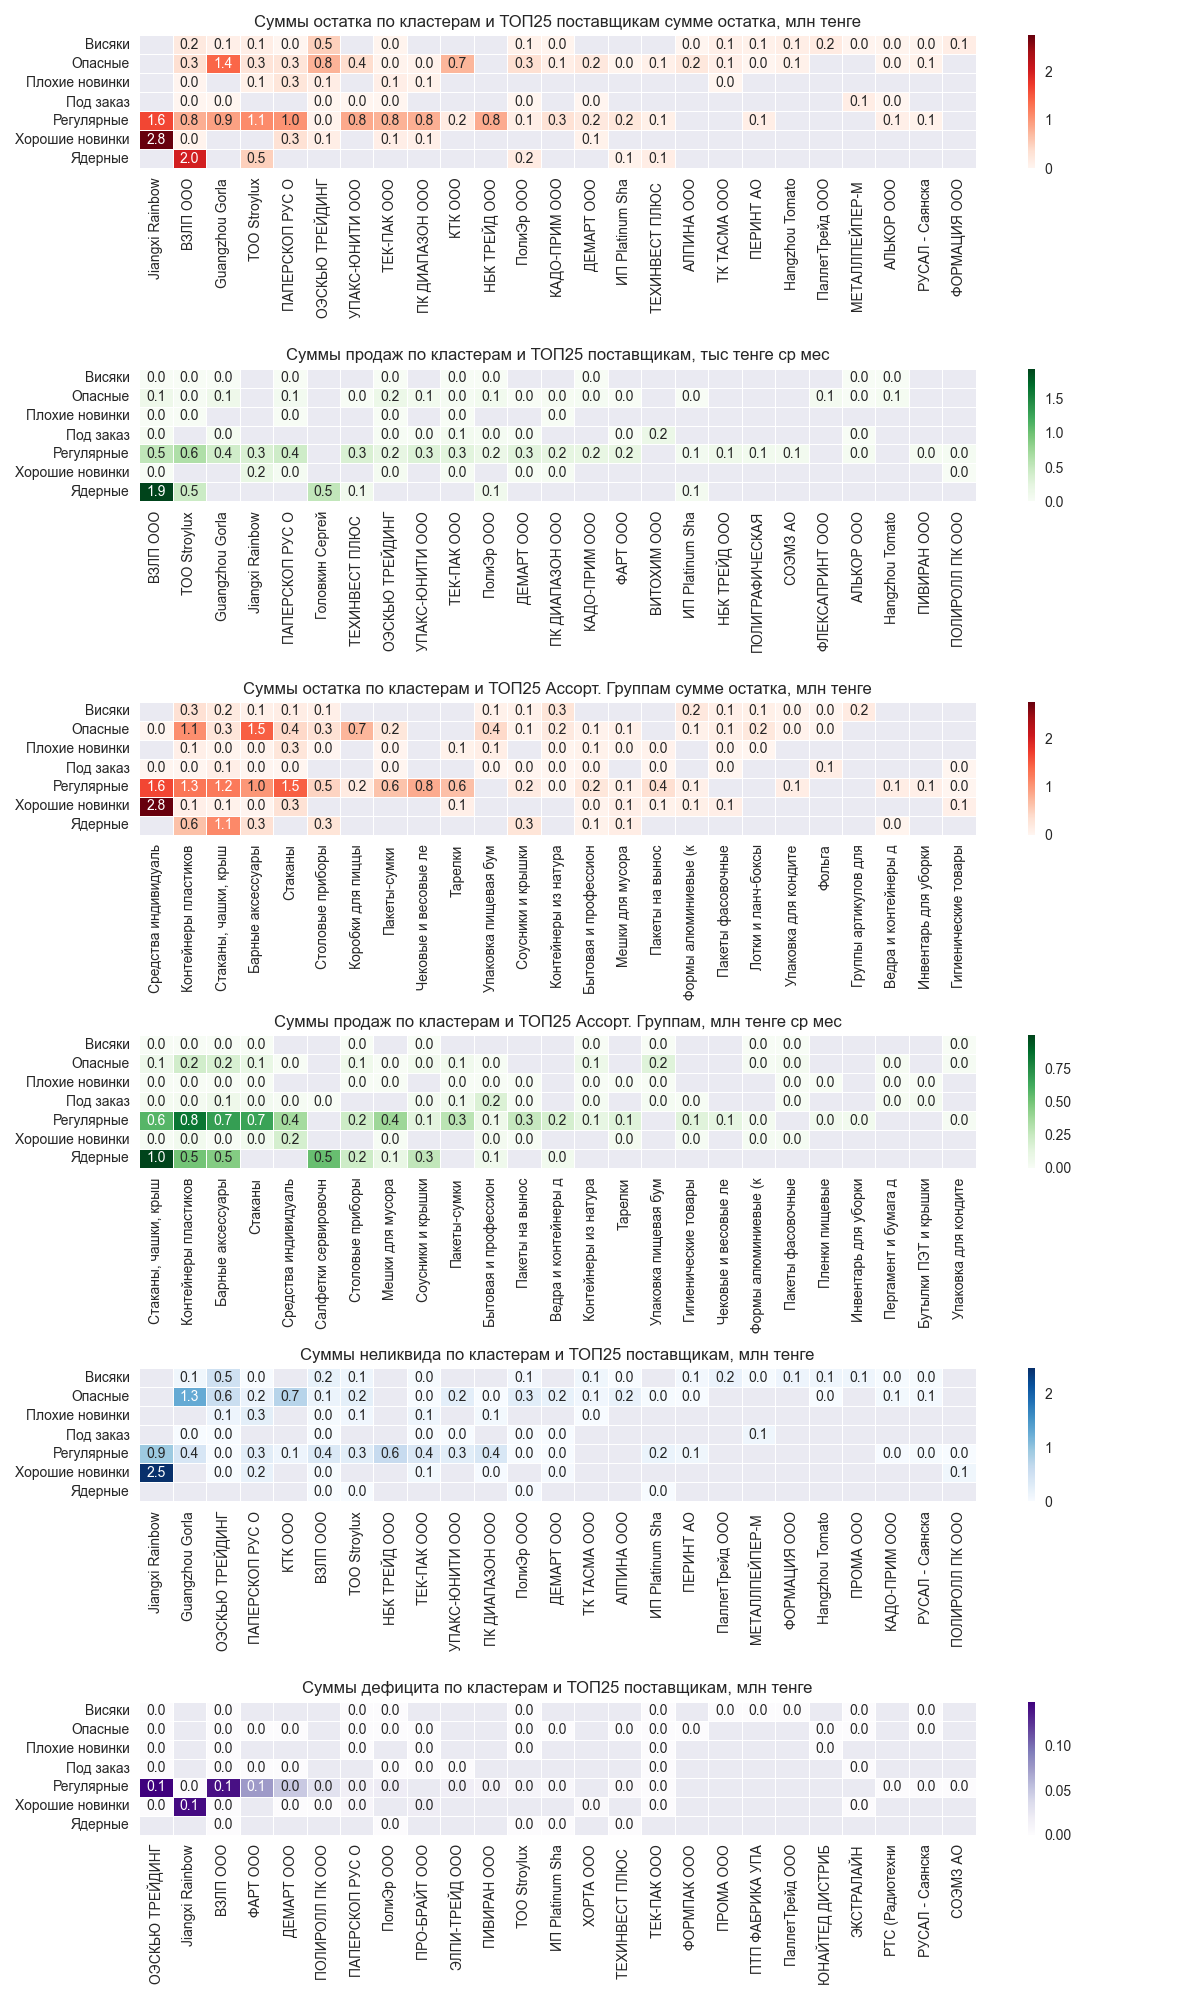 Суммы остатка по кластерам и ТОП25 поставщикам сумме остатка, млн тенге
Висяки 0.2 0.1 0.1 0.0 0.5 0.0 0.1 0.0 0.0 0.1 0.1 0.1 0.2 0.0 0.0 0.0 0.1
Опасные 0.3 1.4 0.3 0.3 0.8 0.4 0.0 0.0 0.7 0.3 0.1 0.2 0.0 0.1 0.2 0.1 0.0 0.1 0.0 0.1
Плохие новинки 0.0 0.1 0.3 0.1 0.1 0.1 0.0
Под заказ 0.0 0.0 0.0 0.0 0.0 0.0 0.0 0.1 0.0
Регулярные 1.6 0.8 0.9 1.1 1.0 0.0 0.8 0.8 0.8 0.2 0.8 0.1 0.3 0.2 0.2 0.1 0.1 0.1 0.1
Хорошие новинки 2.8 0.0 0.3 0.1 0.1 0.1 0.1
Ядерные 2.0 0.5 0.2 0.1 0.1
2
1
0
Jiangxi Rainbow
ВЗЛП ООО
Guangzhou Gorla
ТОО Stroylux
ПАПЕРСКОП РУС О
ОЭСКЬЮ ТРЕЙДИНГ
УПАКС-ЮНИТИ ООО
ТЕК-ПАК ООО
ПК ДИАПАЗОН ООО
КТК ООО
НБК ТРЕЙД ООО
ПолиЭр ООО
КАДО-ПРИМ ООО
ДЕМАРТ ООО
ИП Platinum Sha
ТЕХИНВЕСТ ПЛЮС
АЛПИНА ООО
ТК ТАСМА ООО
ПЕРИНТ АО
Hangzhou Tomato
ПаллетТрейд ООО
МЕТАЛЛПЕЙПЕР-М
АЛЬКОР ООО
РУСАЛ - Саянска
ФОРМАЦИЯ ООО
Суммы продаж по кластерам и ТОП25 поставщикам, тыс тенге ср мес
Висяки 0.0 0.0 0.0 0.0 0.0 0.0 0.0 0.0 0.0 0.0
Опасные 0.1 0.0 0.1 0.1 0.0 0.2 0.1 0.0 0.1 0.0 0.0 0.0 0.0 0.0 0.1 0.0 0.1
Плохие новинки 0.0 0.0 0.0 0.0 0.0 0.0
Под заказ 0.0 0.0 0.0 0.0 0.1 0.0 0.0 0.0 0.2 0.0
Регулярные 0.5 0.6 0.4 0.3 0.4 0.3 0.2 0.3 0.3 0.2 0.3 0.2 0.2 0.2 0.1 0.1 0.1 0.1 0.0 0.0 0.0
Хорошие новинки 0.0 0.2 0.0 0.0 0.0 0.0 0.0 0.0
Ядерные 1.9 0.5 0.5 0.1 0.1 0.1
1.5
1.0
0.5
0.0
ВЗЛП ООО
ТОО Stroylux
Guangzhou Gorla
Jiangxi Rainbow
ПАПЕРСКОП РУС О
Головкин Сергей
ТЕХИНВЕСТ ПЛЮС
ОЭСКЬЮ ТРЕЙДИНГ
УПАКС-ЮНИТИ ООО
ТЕК-ПАК ООО
ПолиЭр ООО
ДЕМАРТ ООО
ПК ДИАПАЗОН ООО
КАДО-ПРИМ ООО
ФАРТ ООО
ВИТОХИМ ООО
ИП Platinum Sha
НБК ТРЕЙД ООО
ПОЛИГРАФИЧЕСКАЯ
СОЭМЗ АО
ФЛЕКСАПРИНТ ООО
АЛЬКОР ООО
Hangzhou Tomato
ПИВИРАН ООО
ПОЛИРОЛЛ ПК ООО
Суммы остатка по кластерам и ТОП25 Ассорт. Группам сумме остатка, млн тенге
Висяки 0.3 0.2 0.1 0.1 0.1 0.1 0.1 0.3 0.2 0.1 0.1 0.0 0.0 0.2
Опасные 0.0 1.1 0.3 1.5 0.4 0.3 0.7 0.2 0.4 0.1 0.2 0.1 0.1 0.1 0.1 0.2 0.0 0.0
Плохие новинки 0.1 0.0 0.0 0.3 0.0 0.0 0.1 0.1 0.0 0.1 0.0 0.0 0.0 0.0
Под заказ 0.0 0.0 0.1 0.0 0.0 0.0 0.0 0.0 0.0 0.0 0.0 0.0 0.0 0.1 0.0
Регулярные 1.6 1.3 1.2 1.0 1.5 0.5 0.2 0.6 0.8 0.6 0.2 0.0 0.2 0.1 0.4 0.1 0.1 0.1 0.1 0.0
Хорошие новинки 2.8 0.1 0.1 0.0 0.3 0.1 0.0 0.1 0.1 0.1 0.1 0.1
Ядерные 0.6 1.1 0.3 0.3 0.3 0.1 0.1 0.0
2
1
0
Средства индивидуаль
Контейнеры пластиков
Стаканы, чашки, крыш
Барные аксессуары
Стаканы
Столовые приборы
Коробки для пиццы
Пакеты-сумки
Чековые и весовые ле
Тарелки
Упаковка пищевая бум
Соусники и крышки
Контейнеры из натура
Бытовая и профессион
Мешки для мусора
Пакеты на вынос
Формы алюминиевые (к
Пакеты фасовочные
Лотки и ланч-боксы
Упаковка для кондите
Фольга
Группы артикулов для
Ведра и контейнеры д
Инвентарь для уборки
Гигиенические товары
Суммы продаж по кластерам и ТОП25 Ассорт. Группам, млн тенге ср мес
Висяки 0.0 0.0 0.0 0.0 0.0 0.0 0.0 0.0 0.0 0.0 0.0
Опасные 0.1 0.2 0.2 0.1 0.0 0.1 0.0 0.0 0.1 0.0 0.1 0.2 0.0 0.0 0.0 0.0
Плохие новинки 0.0 0.0 0.0 0.0 0.0 0.0 0.0 0.0 0.0 0.0 0.0 0.0 0.0 0.0 0.0 0.0
Под заказ 0.0 0.0 0.1 0.0 0.0 0.0 0.0 0.1 0.2 0.0 0.0 0.0 0.0 0.0 0.0 0.0 0.0
Регулярные 0.6 0.8 0.7 0.7 0.4 0.2 0.4 0.1 0.3 0.1 0.3 0.2 0.1 0.1 0.1 0.1 0.0 0.0 0.0
Хорошие новинки 0.0 0.0 0.0 0.0 0.2 0.0 0.0 0.0 0.0 0.0 0.0 0.0
Ядерные 1.0 0.5 0.5 0.5 0.2 0.1 0.3 0.1 0.0
0.75
0.50
0.25
0.00
Стаканы, чашки, крыш
Контейнеры пластиков
Барные аксессуары
Стаканы
Средства индивидуаль
Салфетки сервировочн
Столовые приборы
Мешки для мусора
Соусники и крышки
Пакеты-сумки
Бытовая и профессион
Пакеты на вынос
Ведра и контейнеры д
Контейнеры из натура
Тарелки
Упаковка пищевая бум
Гигиенические товары
Чековые и весовые ле
Формы алюминиевые (к
Пакеты фасовочные
Пленки пищевые
Инвентарь для уборки
Пергамент и бумага д
Бутылки ПЭТ и крышки
Упаковка для кондите
Суммы неликвида по кластерам и ТОП25 поставщикам, млн тенге
Висяки 0.1 0.5 0.0 0.2 0.1 0.0 0.1 0.1 0.1 0.2 0.0 0.1 0.1 0.1 0.0 0.0
Опасные 1.3 0.6 0.2 0.7 0.1 0.2 0.0 0.2 0.0 0.3 0.2 0.1 0.2 0.0 0.0 0.0 0.1 0.1
Плохие новинки 0.1 0.3 0.0 0.1 0.1 0.1 0.0
Под заказ 0.0 0.0 0.0 0.0 0.0 0.0 0.0 0.1
Регулярные 0.9 0.4 0.0 0.3 0.1 0.4 0.3 0.6 0.4 0.3 0.4 0.0 0.0 0.2 0.1 0.0 0.0 0.0
Хорошие новинки 2.5 0.0 0.2 0.0 0.1 0.0 0.0 0.1
Ядерные 0.0 0.0 0.0 0.0
2
1
0
Jiangxi Rainbow
Guangzhou Gorla
ОЭСКЬЮ ТРЕЙДИНГ
ПАПЕРСКОП РУС О
КТК ООО
ВЗЛП ООО
ТОО Stroylux
НБК ТРЕЙД ООО
ТЕК-ПАК ООО
УПАКС-ЮНИТИ ООО
ПК ДИАПАЗОН ООО
ПолиЭр ООО
ДЕМАРТ ООО
ТК ТАСМА ООО
АЛПИНА ООО
ИП Platinum Sha
ПЕРИНТ АО
ПаллетТрейд ООО
МЕТАЛЛПЕЙПЕР-М
ФОРМАЦИЯ ООО
Hangzhou Tomato
ПРОМА ООО
КАДО-ПРИМ ООО
РУСАЛ - Саянска
ПОЛИРОЛЛ ПК ООО
Суммы дефицита по кластерам и ТОП25 поставщикам, млн тенге
Висяки 0.0 0.0 0.0 0.0 0.0 0.0 0.0 0.0 0.0 0.0 0.0
Опасные 0.0 0.0 0.0 0.0 0.0 0.0 0.0 0.0 0.0 0.0 0.0 0.0 0.0 0.0 0.0
Плохие новинки 0.0 0.0 0.0 0.0 0.0 0.0 0.0
Под заказ 0.0 0.0 0.0 0.0 0.0 0.0 0.0 0.0 0.0
Регулярные 0.1 0.0 0.1 0.1 0.0 0.0 0.0 0.0 0.0 0.0 0.0 0.0 0.0 0.0 0.0 0.0 0.0
Хорошие новинки 0.0 0.1 0.0 0.0 0.0 0.0 0.0 0.0 0.0 0.0
Ядерные 0.0 0.0 0.0 0.0 0.0
0.10
0.05
0.00
ОЭСКЬЮ ТРЕЙДИНГ
Jiangxi Rainbow
ВЗЛП ООО
ФАРТ ООО
ДЕМАРТ ООО
ПОЛИРОЛЛ ПК ООО
ПАПЕРСКОП РУС О
ПолиЭр ООО
ПРО-БРАЙТ ООО
ЭЛПИ-ТРЕЙД ООО
ПИВИРАН ООО
ТОО Stroylux
ИП Platinum Sha
ХОРТА ООО
ТЕХИНВЕСТ ПЛЮС
ТЕК-ПАК ООО
ФОРМПАК ООО
ПРОМА ООО
ПТП ФАБРИКА УПА
ПаллетТрейд ООО
ЮНАЙТЕД ДИСТРИБ
ЭКСТРАЛАЙН
РТС (Радиотехни
РУСАЛ - Саянска
СОЭМЗ АО